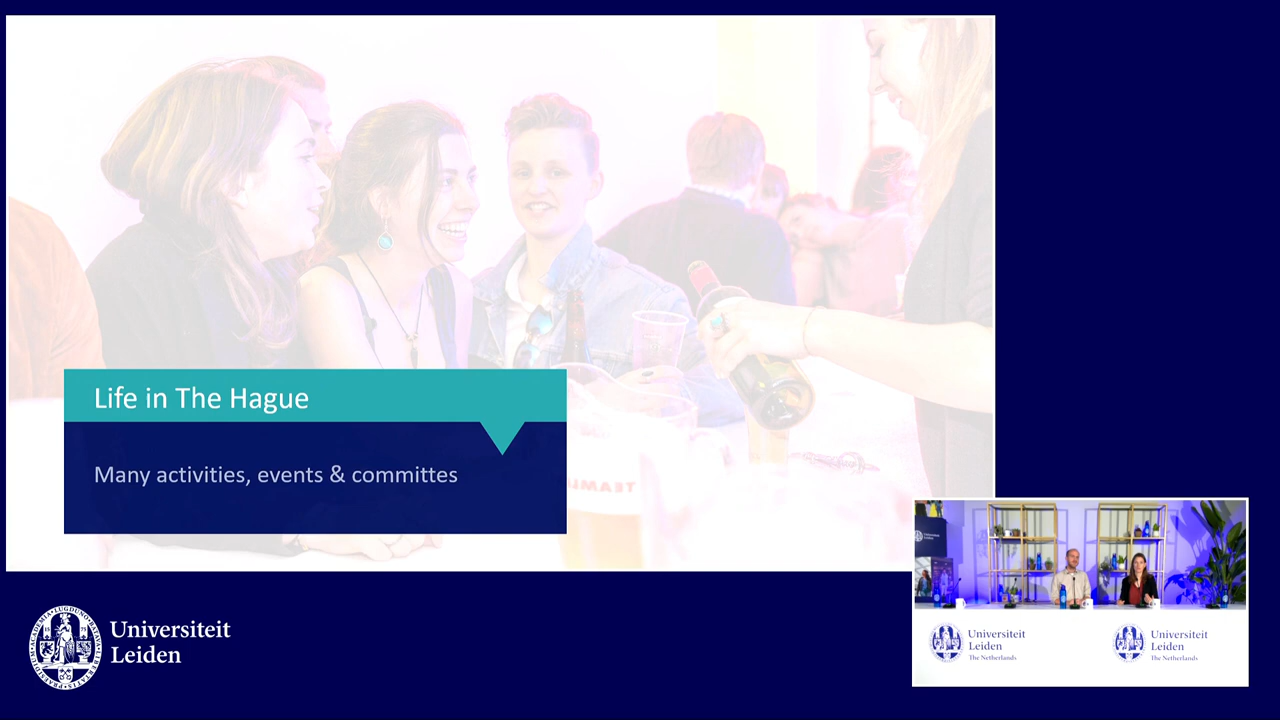 Life in The Hague
Many activities, events & committes
Universiteit
Leiden
Universiteit
Leiden
The Netherlands
Universiteit
Leiden
The Netherlands